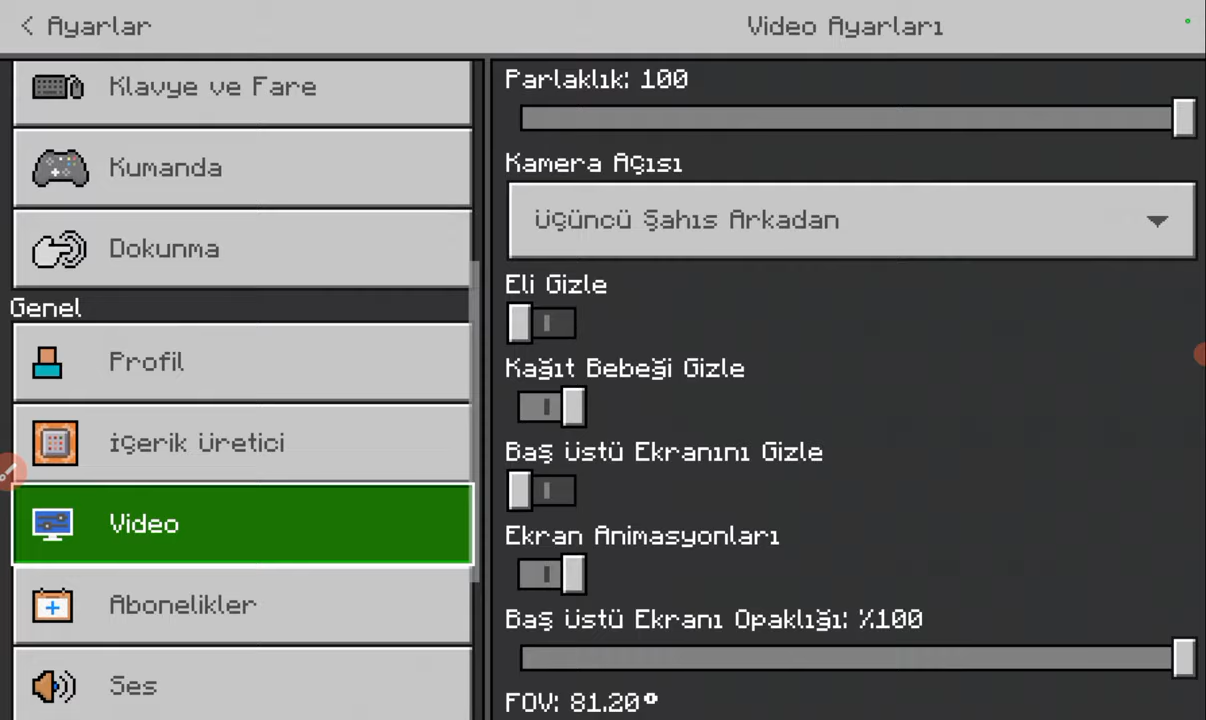 Ayarlar
Video Ayarları
Klavye ve Fare
Kumanda
Dokunma
Genel
Profil
İçerik Üretici
Video
Abonelikler
Ses
Parlaklık: 100
Kamera Açısı
Üçüncü Şahıs Arkadan
Eli Gizle
Kağıt Bebeği Gizle
Baş Üstü Ekranını Gizle
Ekran Animasyonları
Baş Üstü Ekranı Opaklığı: %100
FOV: 81.20°